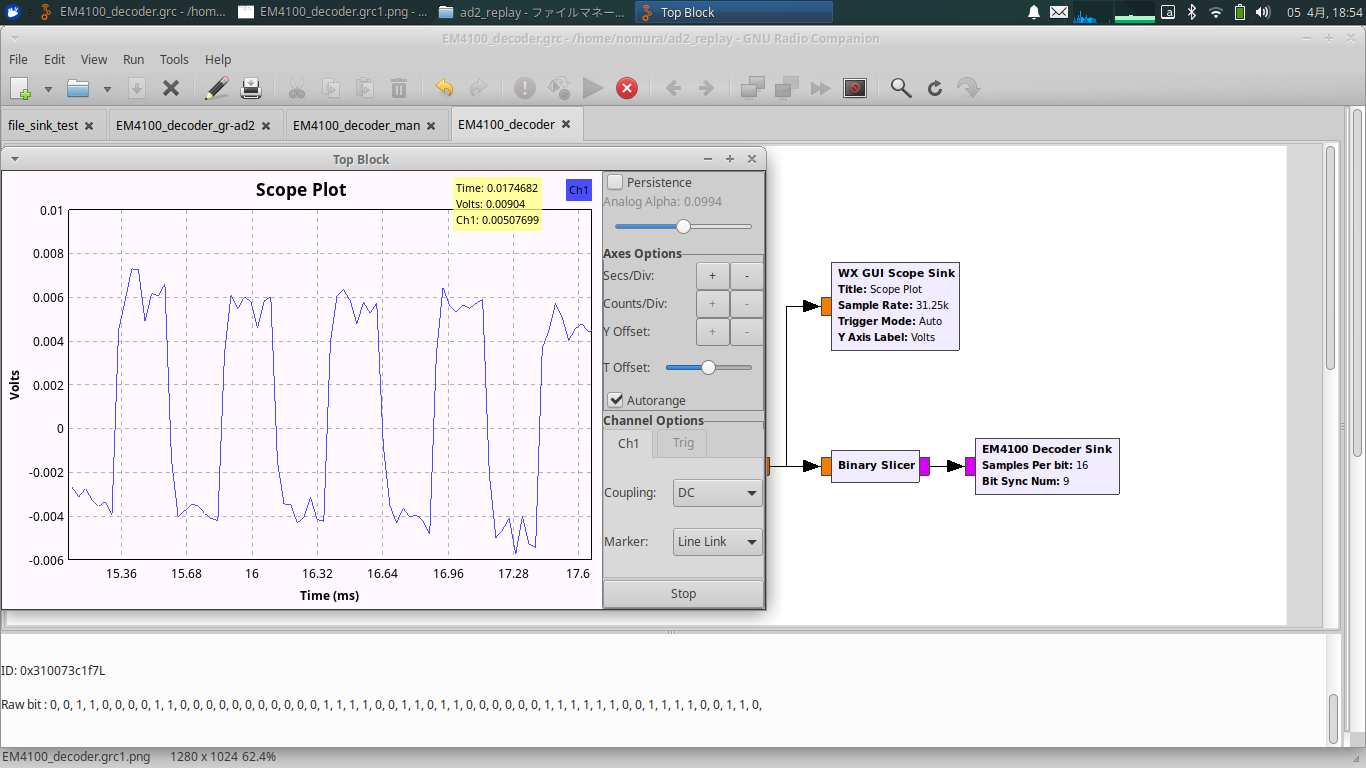 EM4100_decoder.grc - /hom...
EM4100_decoder.grc1.png - ...
ad2_replay - ファイルマネー...
Top Block
05 4月, 18:54
EM4100_decoder.grc - /home/nomura/ad2_replay - GNU Radio Companion
File Edit View Run Tools Help
file_sink_test
EM4100_decoder_gr-ad2
EM4100_decoder_man
EM4100_decoder
Top Block
Scope Plot
Time: 0.0174682
Volts: 0.00904
Ch1: 0.00507699
Ch1
0.01
0.008
0.006
0.004
0.002
0
-0.002
-0.004
-0.006
Volts
15.36 15.68 16 16.32 16.64 16.96 17.28 17.6
Time (ms)
Persistence
Analog Alpha: 0.0994
Axes Options
Secs/Div: + -
Counts/Div: + -
Y Offset: + -
T Offset:
Autorange
Channel Options
Ch1 Trig
Coupling: DC
Marker: Line Link
Stop
WX GUI Scope Sink
Title: Scope Plot
Sample Rate: 31.25k
Trigger Mode: Auto
Y Axis Label: Volts
Binary Slicer
EM4100 Decoder Sink
Samples Per bit: 16
Bit Sync Num: 9
ID: 0x310073c1f7L
Raw bit : 0, 0, 1, 1, 0, 0, 0, 0, 1, 1, 0, 0, 0, 0, 0, 0, 0, 0, 0, 0, 0, 1, 1, 1, 1, 0, 0, 1, 1, 0, 1, 1, 0, 0, 0, 0, 0, 0, 1, 1, 1, 1, 1, 1, 0, 0, 1, 1, 1, 1, 0, 0, 1, 1, 0,
EM4100_decoder.grc1.png 1280 x 1024 62.4%